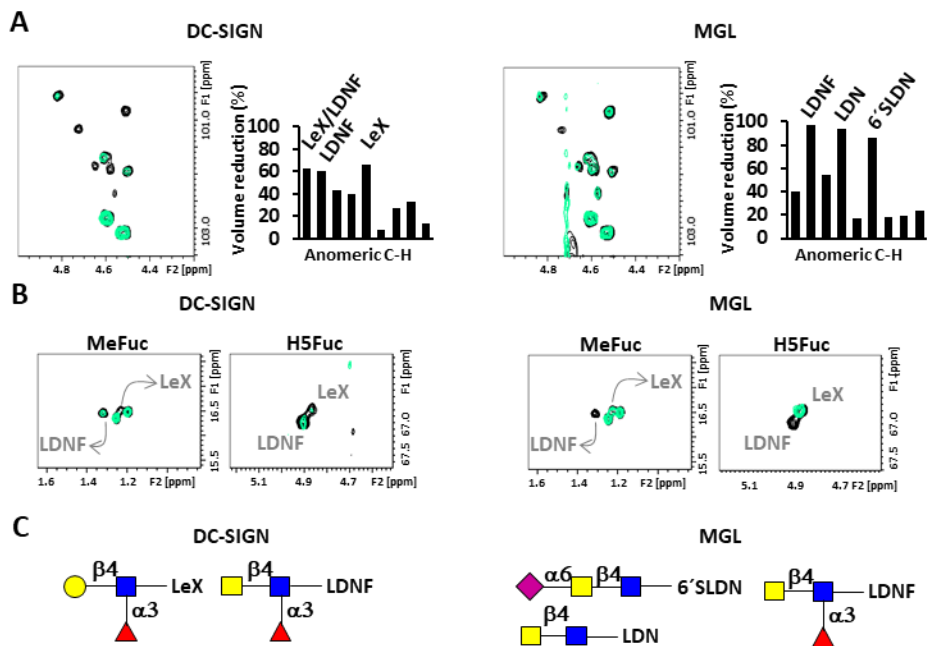 A
DC-SIGN
MGL
F1 [ppm]
101.0
103.0
4.8 4.6 4.4 F2 [ppm]
Volume reduction (%)
100
80
60
40
20
0
LeX/LDNF
LDNF
LeX
Anomeric C-H
F1 [ppm]
101.0
103.0
4.8 4.6 4.4 F2 [ppm]
Volume reduction (%)
100
80
60
40
20
0
LDNF
LDN
6´SLDN
Anomeric C-H
B
DC-SIGN
MGL
MeFuc
LeX
LDNF
F1 [ppm]
16.5
15.5
1.6 1.4 1.2 F2 [ppm]
H5Fuc
LeX
LDNF
F1 [ppm]
67.0
67.5
5.1 4.9 4.7 F2 [ppm]
MeFuc
LeX
LDNF
F1 [ppm]
16.5
15.5
1.6 1.4 1.2 F2 [ppm]
H5Fuc
LeX
LDNF
F1 [ppm]
67.0
67.5
5.1 4.9 4.7 F2 [ppm]
C
DC-SIGN
MGL
β4
LeX
α3
β4
LDNF
α3
α6 β4
6´SLDN
β4
LDN
β4
LDNF
α3